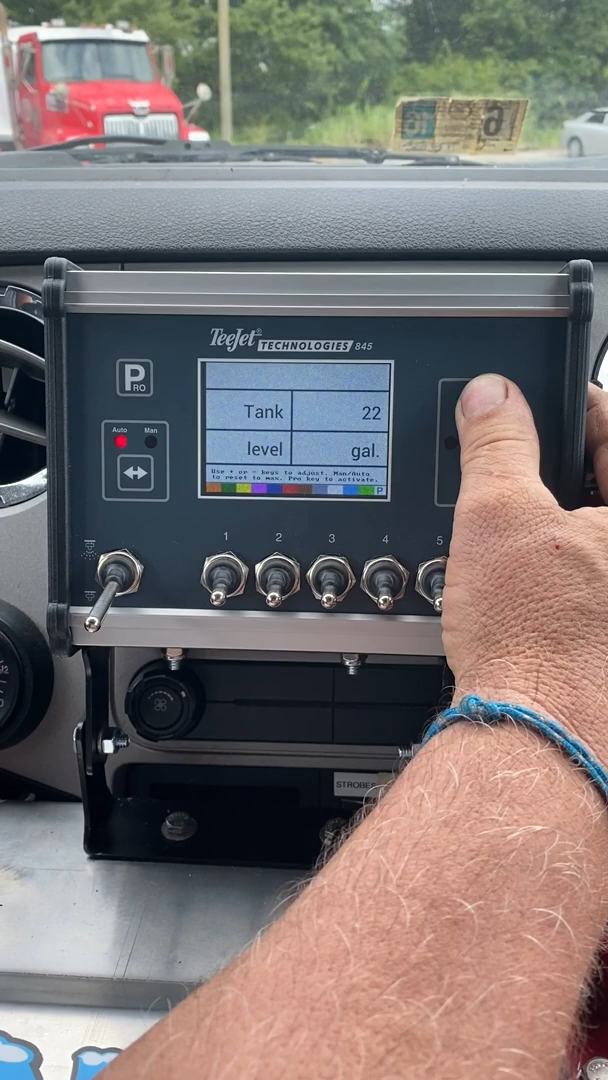 TeeJet® TECHNOLOGIES 845
PRO
Tank 22
level gal.
Use + or - keys to adjust. Man/Auto
to reset to max. Pro key to activate.
P
Auto Man
1 2 3 4 5
STROBES